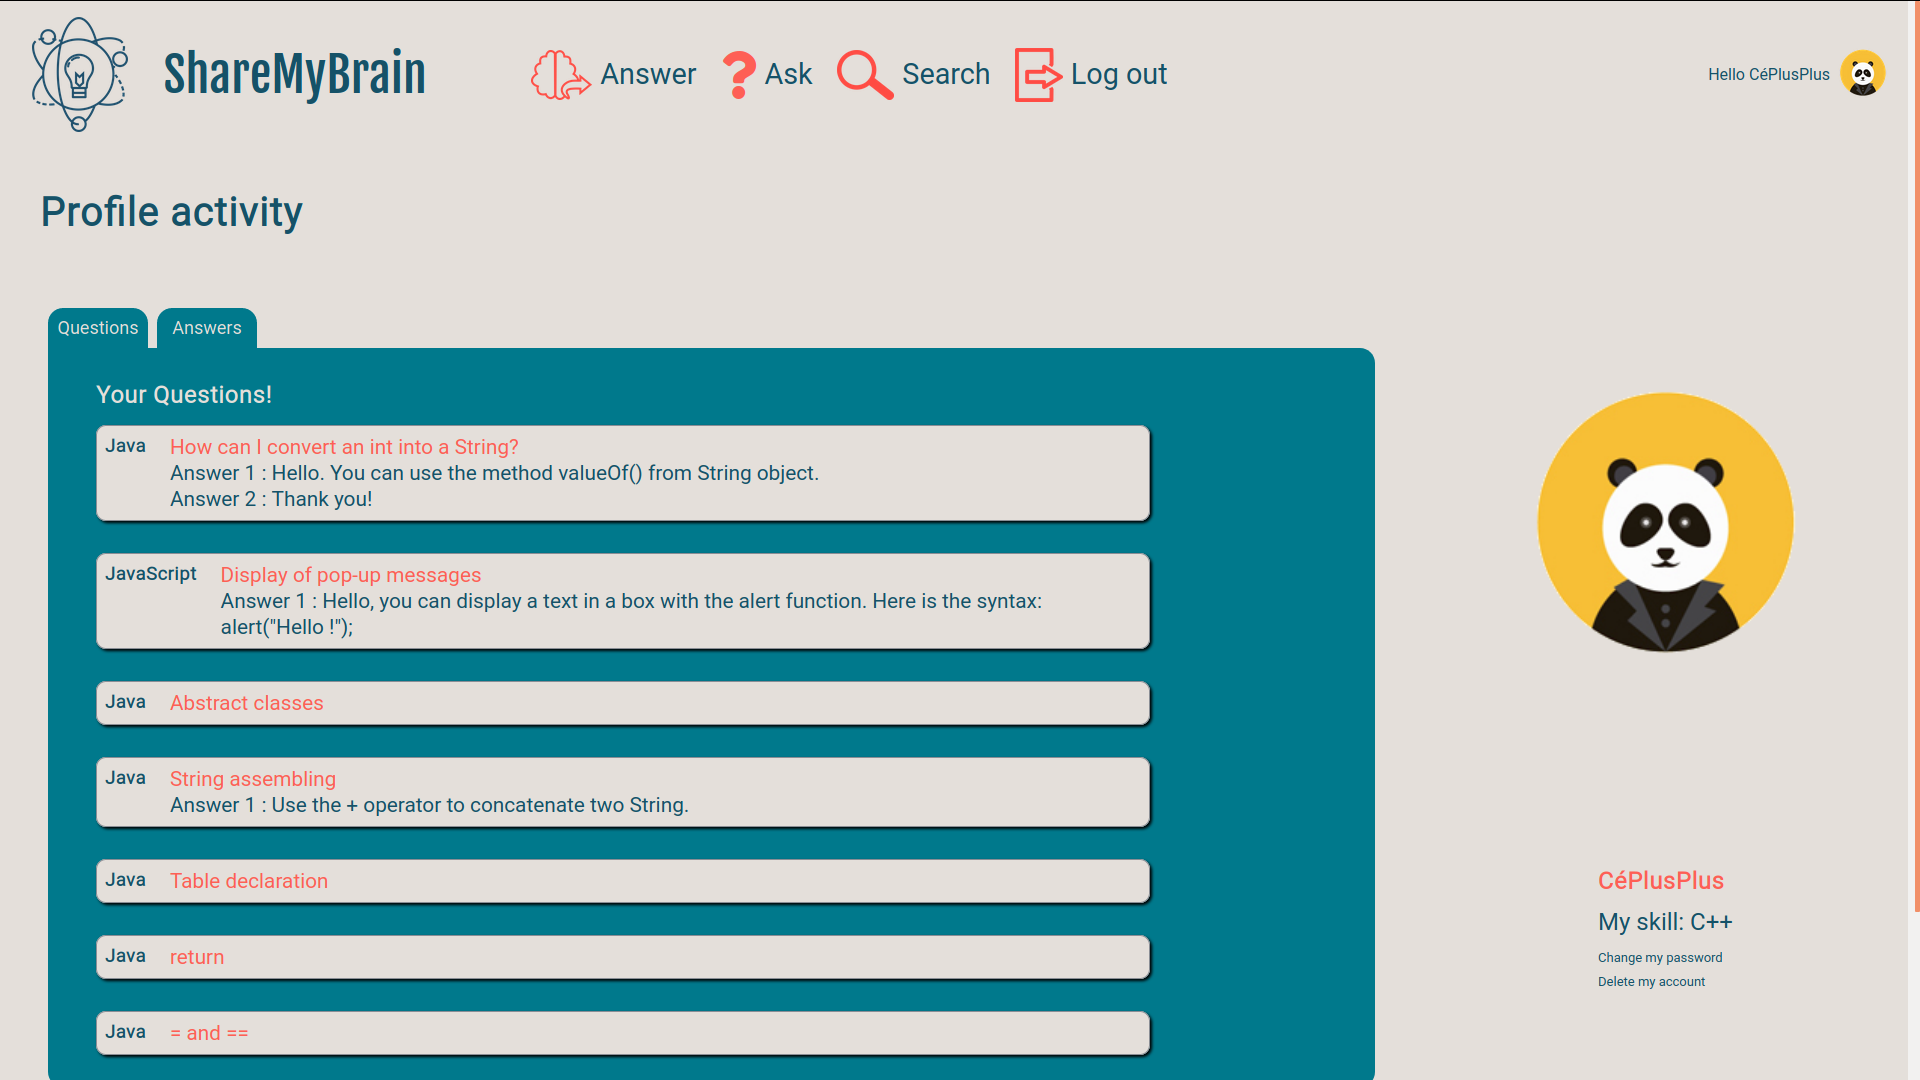 ShareMyBrain
Answer
Ask
Search
Log out
Hello CéPlusPlus
Profile activity
Questions
Answers
Your Questions!
Java
How can I convert an int into a String?
Answer 1 : Hello. You can use the method valueOf() from String object.
Answer 2 : Thank you!
JavaScript
Display of pop-up messages
Answer 1 : Hello, you can display a text in a box with the alert function. Here is the syntax:
alert("Hello !");
Java
Abstract classes
Java
String assembling
Answer 1 : Use the + operator to concatenate two String.
Java
Table declaration
Java
return
Java
= and ==
CéPlusPlus
My skill: C++
Change my password
Delete my account